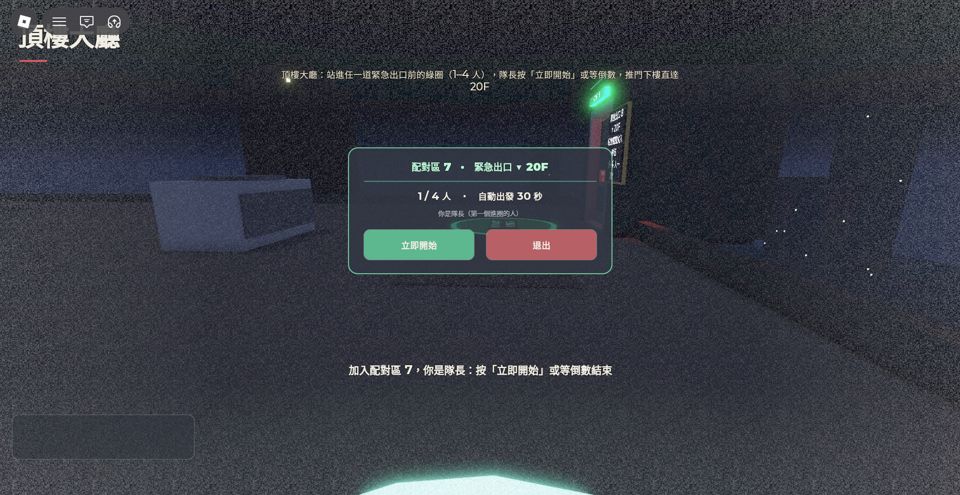 頂樓大廳
頂樓大廳：站進任一道緊急出口前的綠圈（1–4 人），隊長按「立即開始」或等倒數，推門下樓直達
20F
配對區 7 • 緊急出口 ▼ 20F
1 / 4 人 • 自動出發 30 秒
你是隊長（第一個進圈的人）
立即開始
退出
加入配對區 7，你是隊長：按「立即開始」或等倒數結束